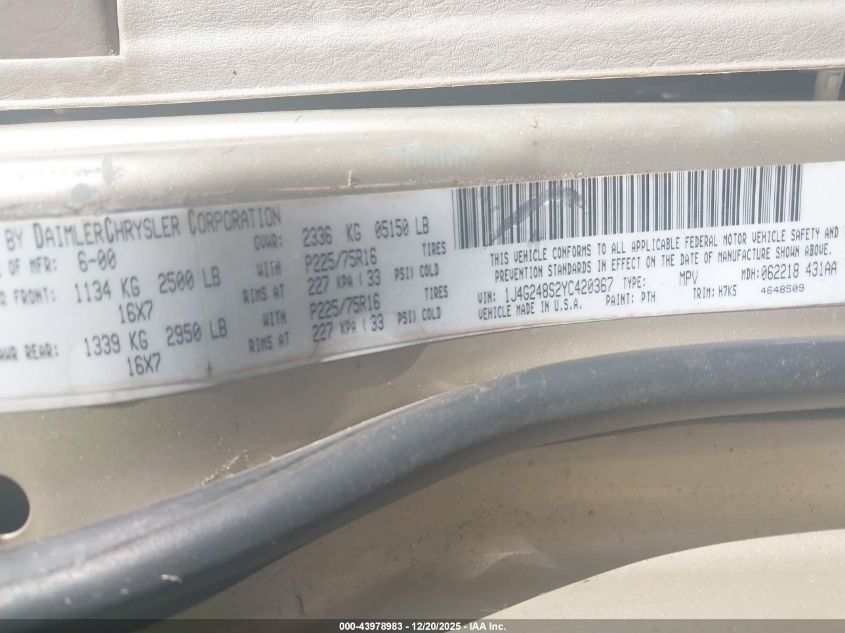 BY DAIMLERCHRYSLER CORPORATION
OF MFR: 6-00
GVWR: 2336 KG 05150 LB
FRONT: 1134 KG 2500 LB WITH P225/75R16 TIRES
16X7 RIMS AT 227 KPA (33 PSI) COLD
REAR: 1339 KG 2950 LB WITH P225/75R16 TIRES
16X7 RIMS AT 227 KPA (33 PSI) COLD
THIS VEHICLE CONFORMS TO ALL APPLICABLE FEDERAL MOTOR VEHICLE SAFETY AND
PREVENTION STANDARDS IN EFFECT ON THE DATE OF MANUFACTURE SHOWN ABOVE
VIN: 1J4G248S2YC420367 TYPE: MPV MDH: 062218 431AA
VEHICLE MADE IN U.S.A. PAINT: PTH TRIM: H7K5 4648509
000-43978983 – 12/20/2025 – IAA Inc.